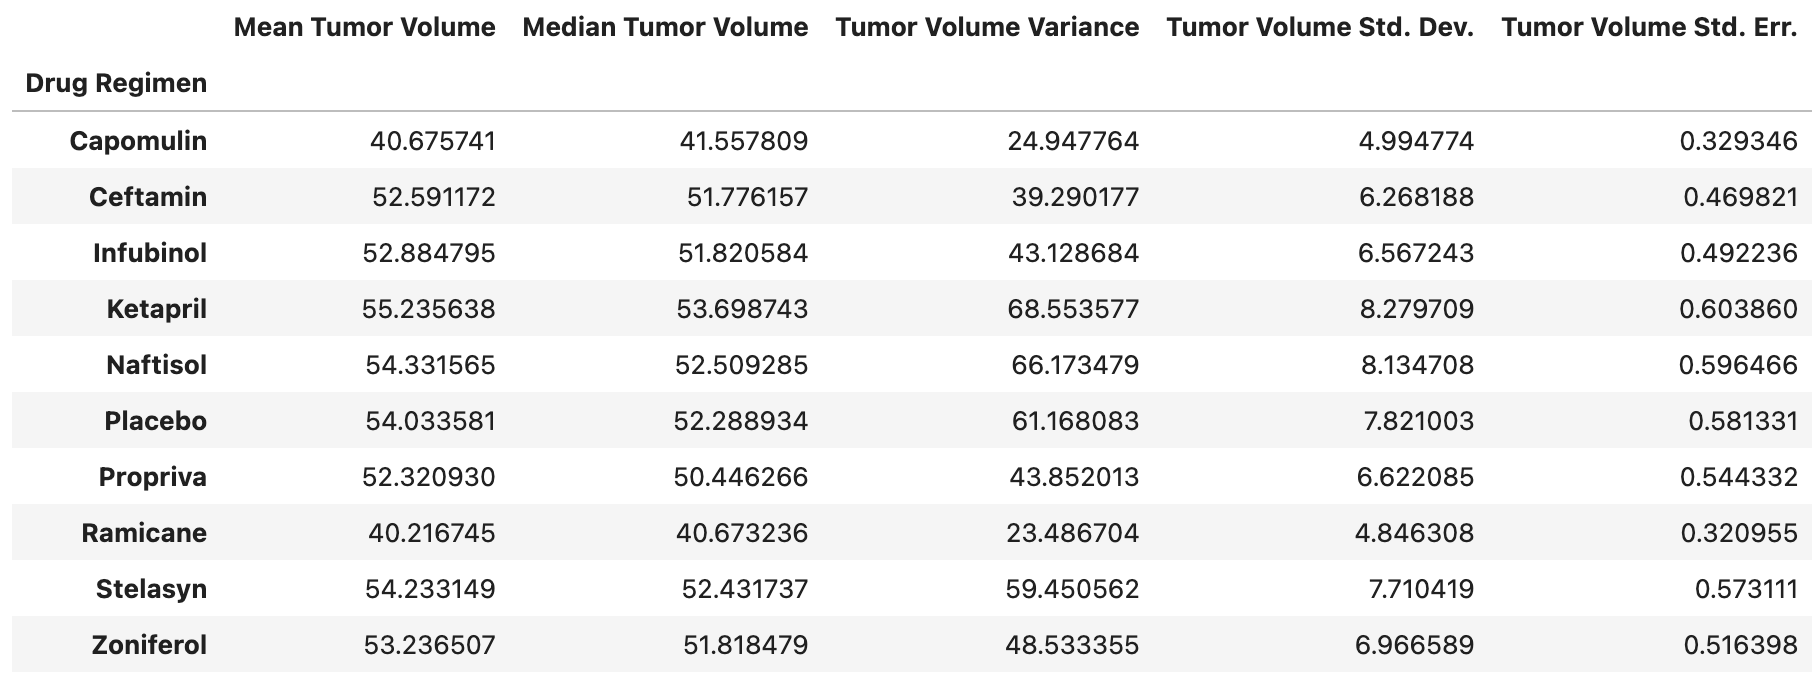 Mean Tumor Volume Median Tumor Volume Tumor Volume Variance Tumor Volume Std. Dev. Tumor Volume Std. Err.
Drug Regimen
Capomulin 40.675741 41.557809 24.947764 4.994774 0.329346
Ceftamin 52.591172 51.776157 39.290177 6.268188 0.469821
Infubinol 52.884795 51.820584 43.128684 6.567243 0.492236
Ketapril 55.235638 53.698743 68.553577 8.279709 0.603860
Naftisol 54.331565 52.509285 66.173479 8.134708 0.596466
Placebo 54.033581 52.288934 61.168083 7.821003 0.581331
Propriva 52.320930 50.446266 43.852013 6.622085 0.544332
Ramicane 40.216745 40.673236 23.486704 4.846308 0.320955
Stelasyn 54.233149 52.431737 59.450562 7.710419 0.573111
Zoniferol 53.236507 51.818479 48.533355 6.966589 0.516398